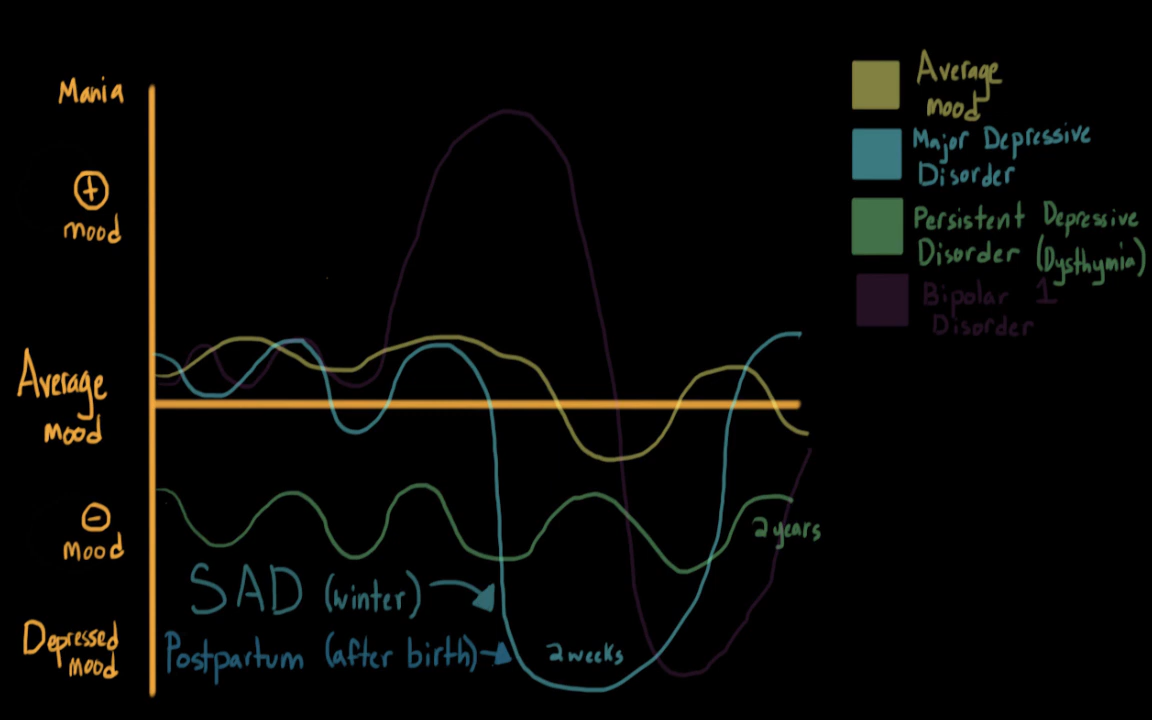 Mania
+
mood
Average
mood
-
mood
Depressed
mood
SAD (winter)
Postpartum (after birth)
2 weeks
2 years
Average
mood
Major Depressive
Disorder
Persistent Depressive
Disorder (Dysthymia)
Bipolar 1
Disorder